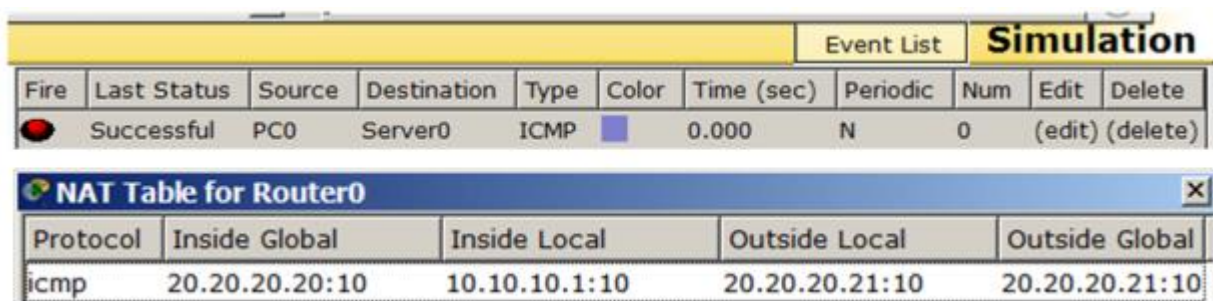 Event List Simulation
Fire Last Status Source Destination Type Color Time (sec) Periodic Num Edit Delete
Successful PC0 Server0 ICMP 0.000 N 0 (edit) (delete)
NAT Table for Router0
Protocol Inside Global Inside Local Outside Local Outside Global
icmp 20.20.20.20:10 10.10.10.1:10 20.20.20.21:10 20.20.20.21:10